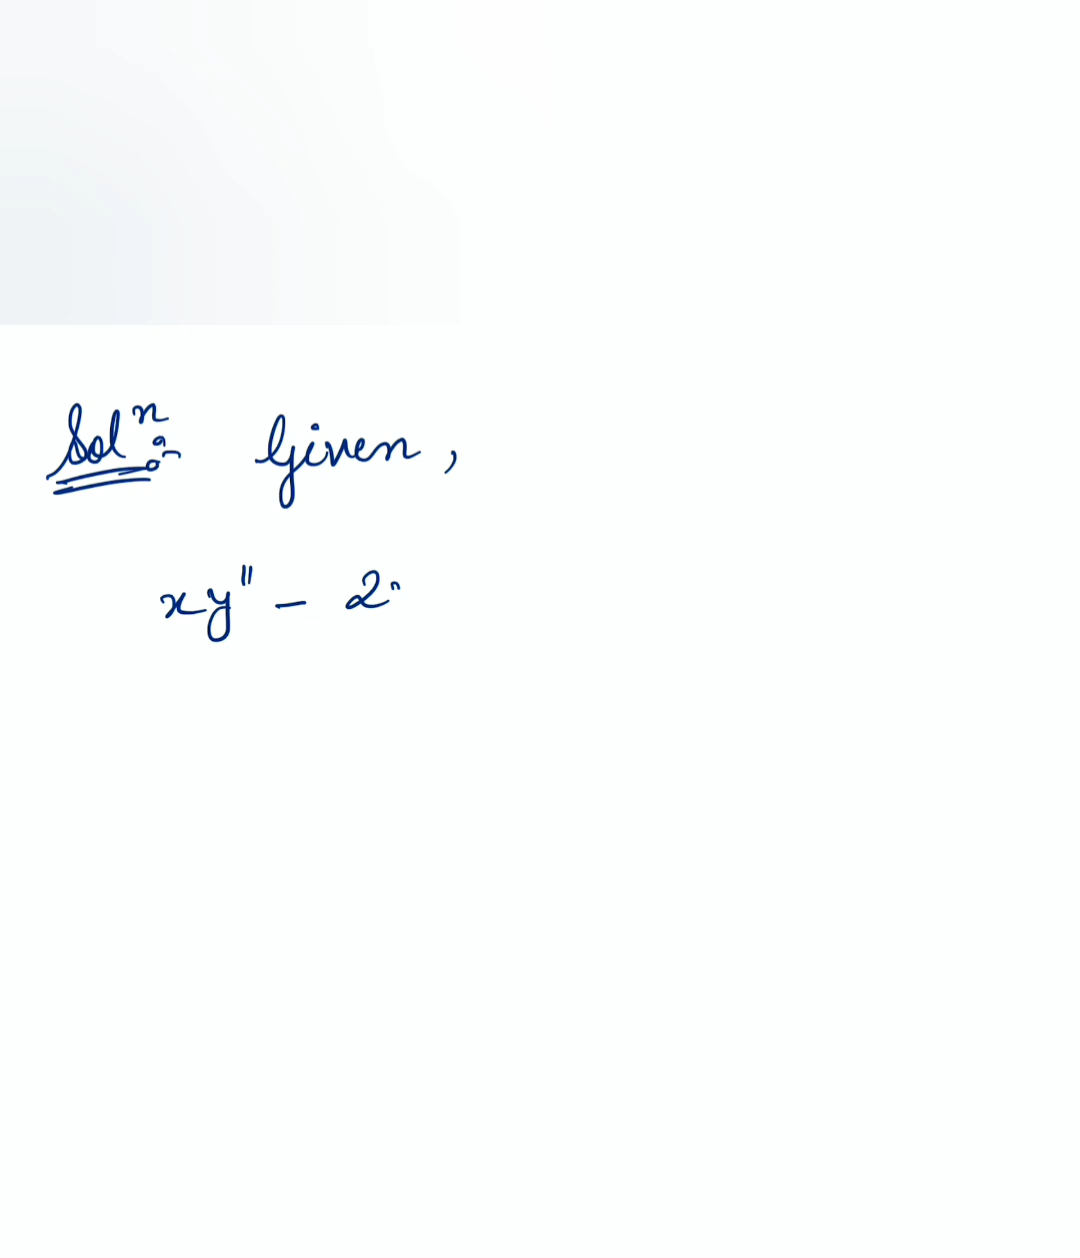 Solⁿ:- Given,
xy" - 2